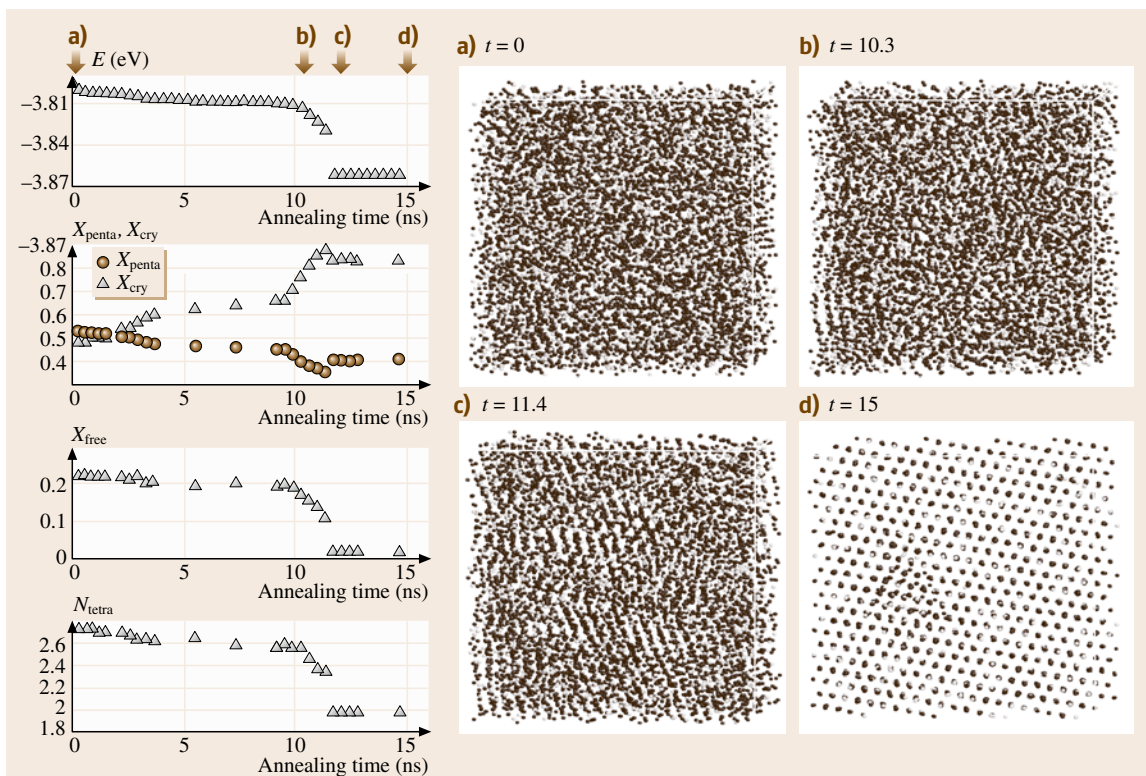 a) b) c) d)
E (eV)
−3.81
−3.84
−3.87
0 5 10 15
Annealing time (ns)
X_penta, X_cry
−3.87
0.8
0.7
0.6
0.5
0.4
X_penta
X_cry
0 5 10 15
Annealing time (ns)
X_free
0.2
0.1
0
0 5 10 15
Annealing time (ns)
N_tetra
2.6
2.4
2.2
2
1.8
0 5 10 15
Annealing time (ns)
a) t = 0
b) t = 10.3
c) t = 11.4
d) t = 15